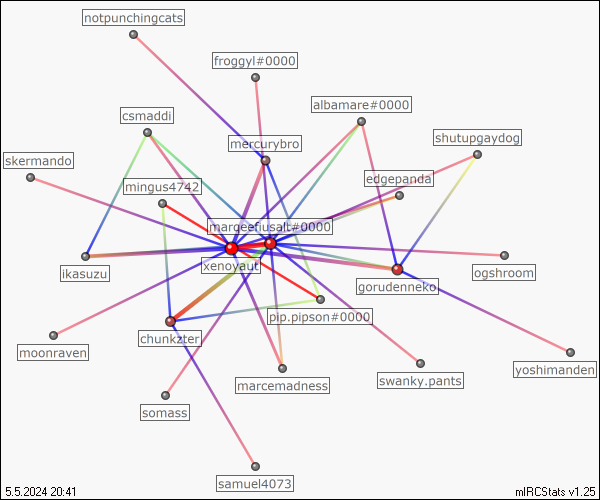 notpunchingcats
froggyl#0000
albamare#0000
csmaddi
shutupgaydog
mercurybro
skermando
edgepanda
mingus4742
margeefiusalt#0000
xenoyaut
ikasuzu
ogshroom
gorudenneko
pip.pipson#0000
chunkzter
moonraven
yoshimanden
marcemadness
swanky.pants
somass
samuel4073
5.5.2024 20:41
mIRCStats v1.25